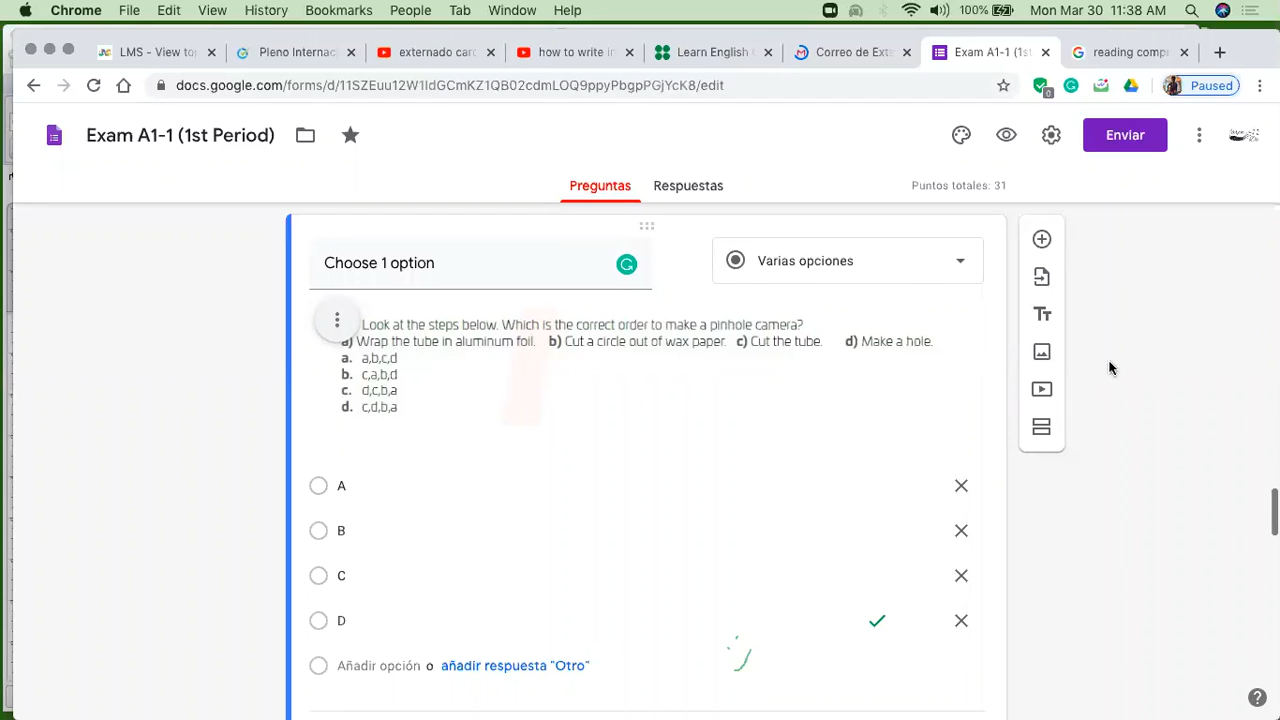 Chrome File Edit View History Bookmarks People Tab Window Help 100% Mon Mar 30 11:38 AM
LMS - View to Pleno Internac externado car how to write i Learn English Correo de Ext Exam A1-1 (1st reading comp
docs.google.com/forms/d/11SZEuu12W1IdGCmKZ1QB02cdmLOQ9ppyPbgpPGjYcK8/edit 0 Paused
Exam A1-1 (1st Period) Enviar
Preguntas Respuestas Puntos totales: 31
Choose 1 option Varias opciones
Look at the steps below. Which is the correct order to make a pinhole camera?
a) Wrap the tube in aluminum foil. b) Cut a circle out of wax paper. c) Cut the tube. d) Make a hole.
a. a,b,c,d
b. c,a,b,d
c. d,c,b,a
d. c,d,b,a
A
B
C
D
Añadir opción o añadir respuesta "Otro"